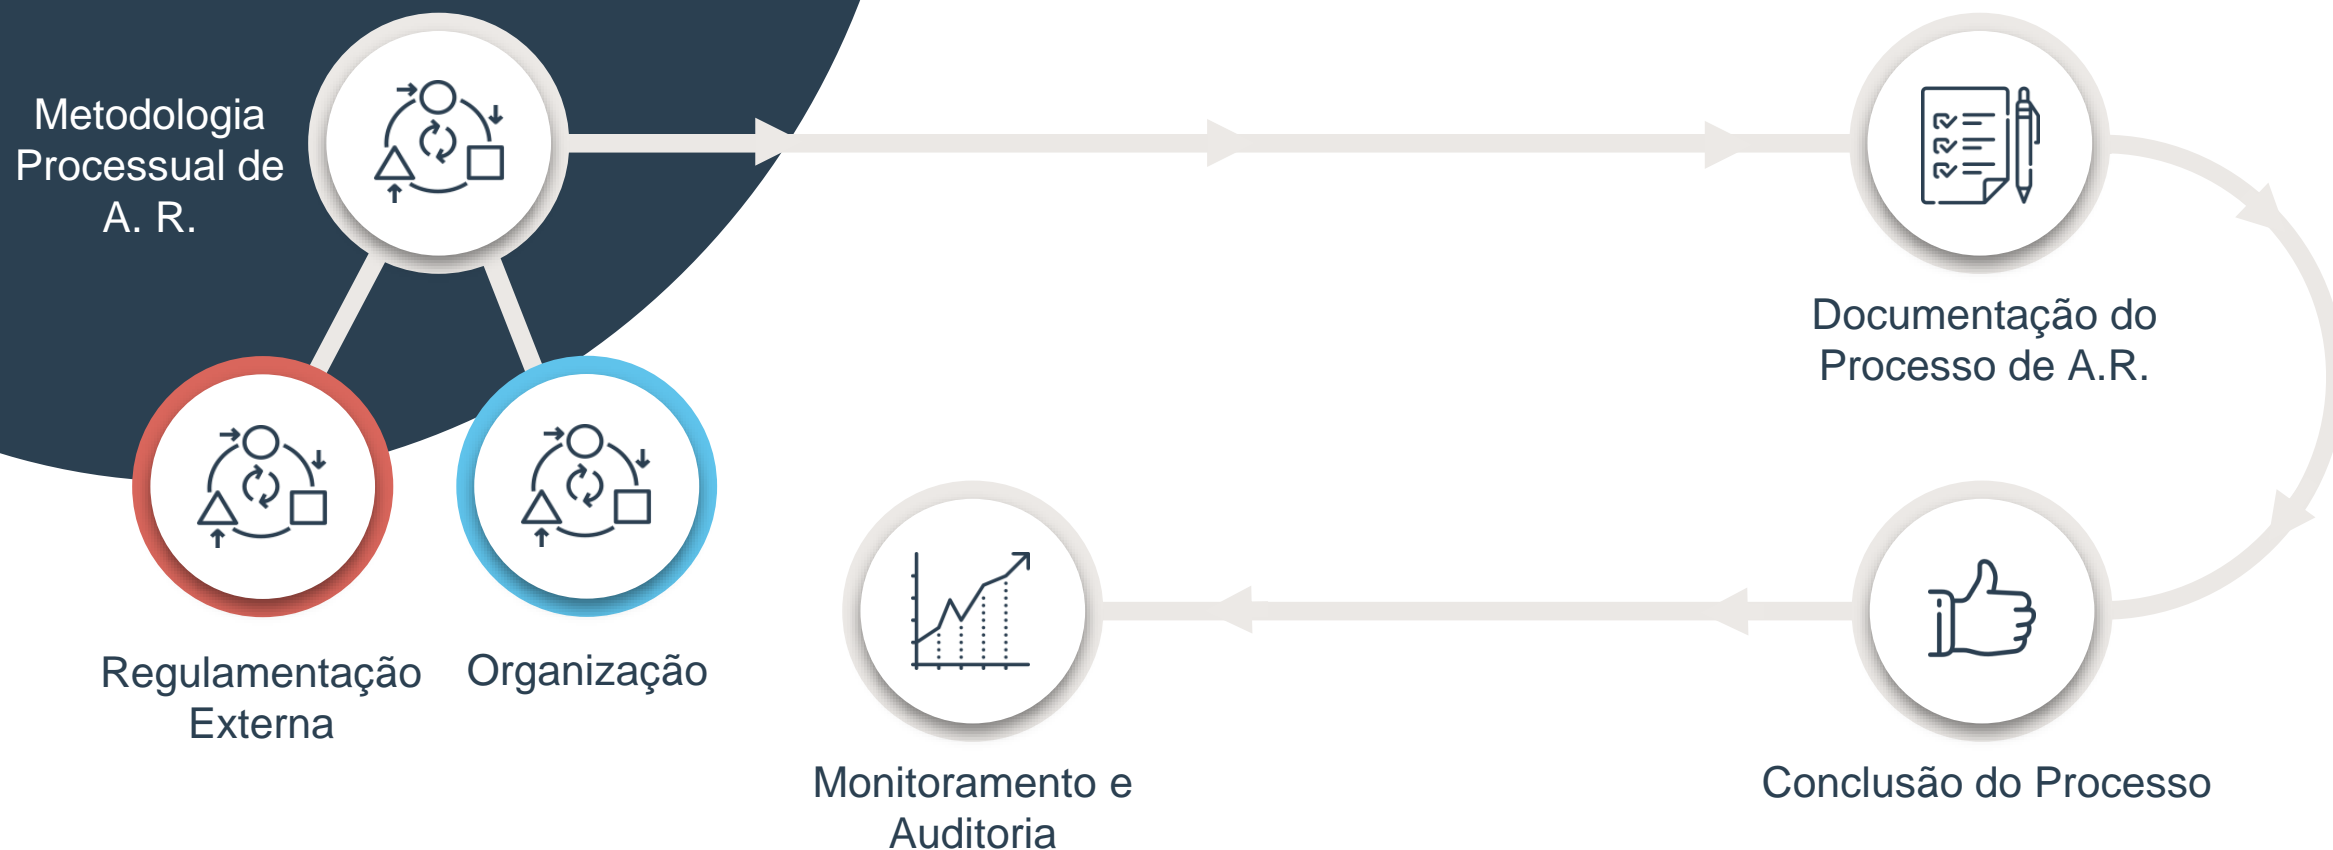 Metodologia
Processual de
A. R.
Documentação do
Processo de A.R.
Regulamentação
Externa
Organização
Monitoramento e
Auditoria
Conclusão do Processo